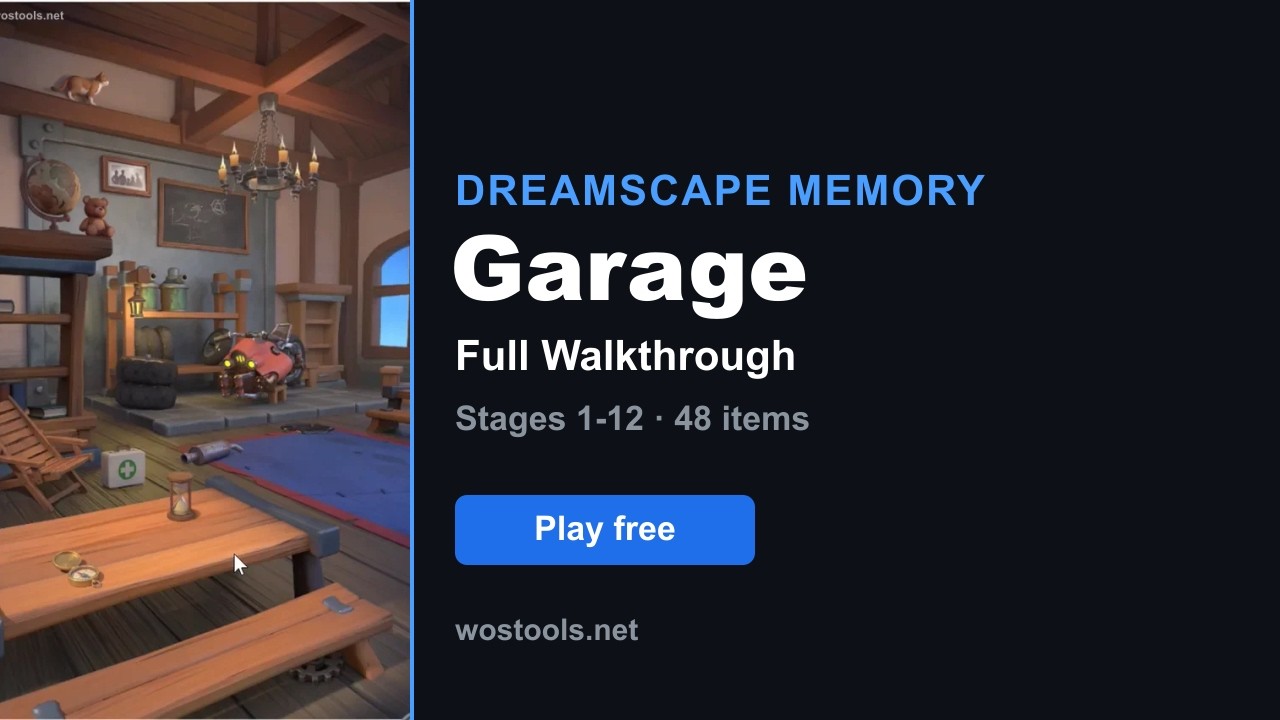 wostools.net
DREAMSCAPE MEMORY
Garage
Full Walkthrough
Stages 1-12 · 48 items
Play free
wostools.net